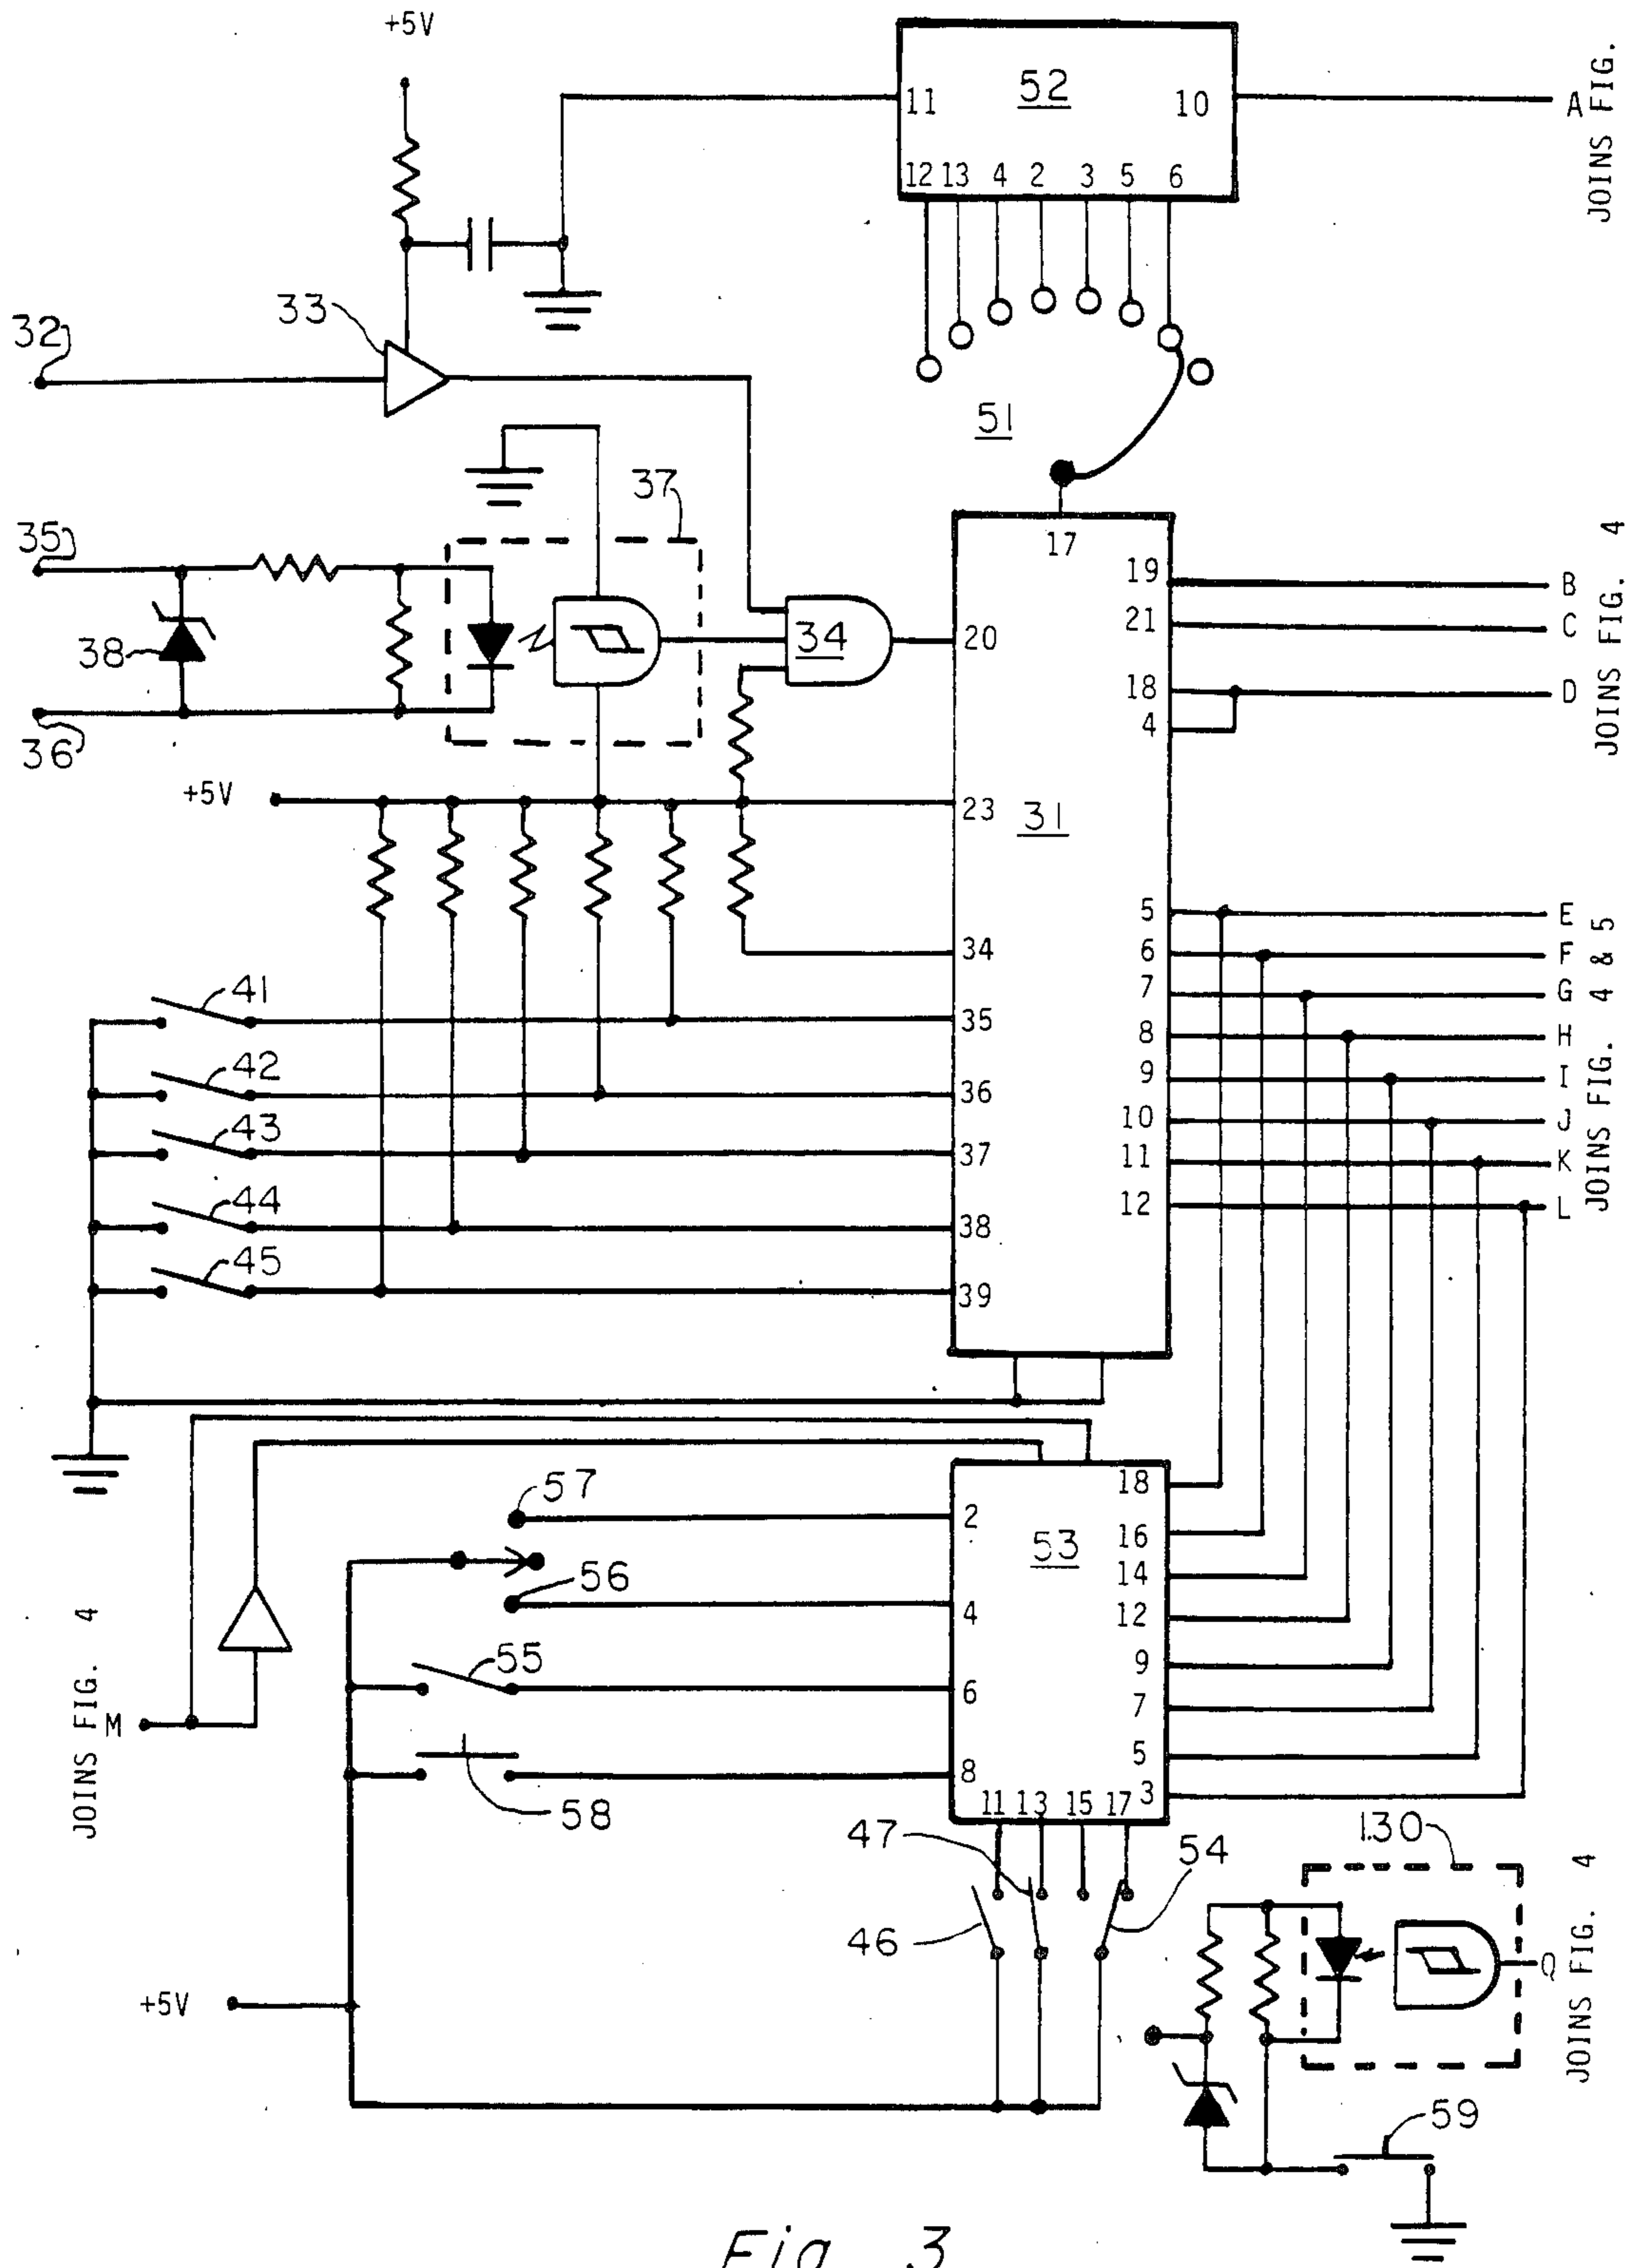 +5V
52
11
10
12 13 4 2 3 5 6
A
JOINS FIG.
33
32
51
37
35
17
19
B
21
C
34
20
38
18
D
4
36
JOINS FIG. 4
+5V
23
31
5
E
34
6
F
41
7
G
35
8
H
42
36
9
I
43
10
J
37
11
K
44
12
L
38
45
39
JOINS FIG. 4 & 5
57
18
2
53
16
56
14
4
12
55
9
6
M
7
JOINS FIG. 4
5
8
3
58
11 13 15 17
47
54
46
130
Q
JOINS FIG. 4
+5V
59
Fig 3